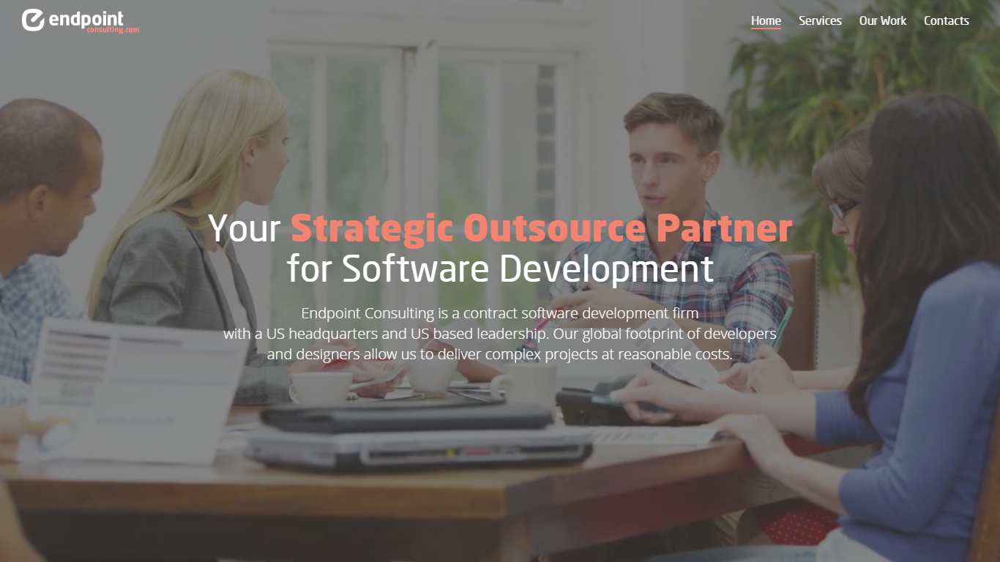 endpoint
consulting.com
Home Services Our Work Contacts
Your Strategic Outsource Partner
for Software Development
Endpoint Consulting is a contract software development firm
with a US headquarters and US based leadership. Our global footprint of developers
and designers allow us to deliver complex projects at reasonable costs.